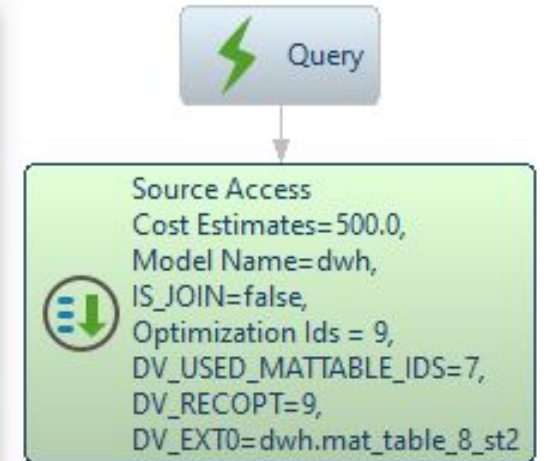 Query
Source Access
Cost Estimates=500.0,
Model Name=dwh,
IS_JOIN=false,
Optimization Ids = 9,
DV_USED_MATTABLE_IDS=7,
DV_RECOPT=9,
DV_EXT0=dwh.mat_table_8_st2